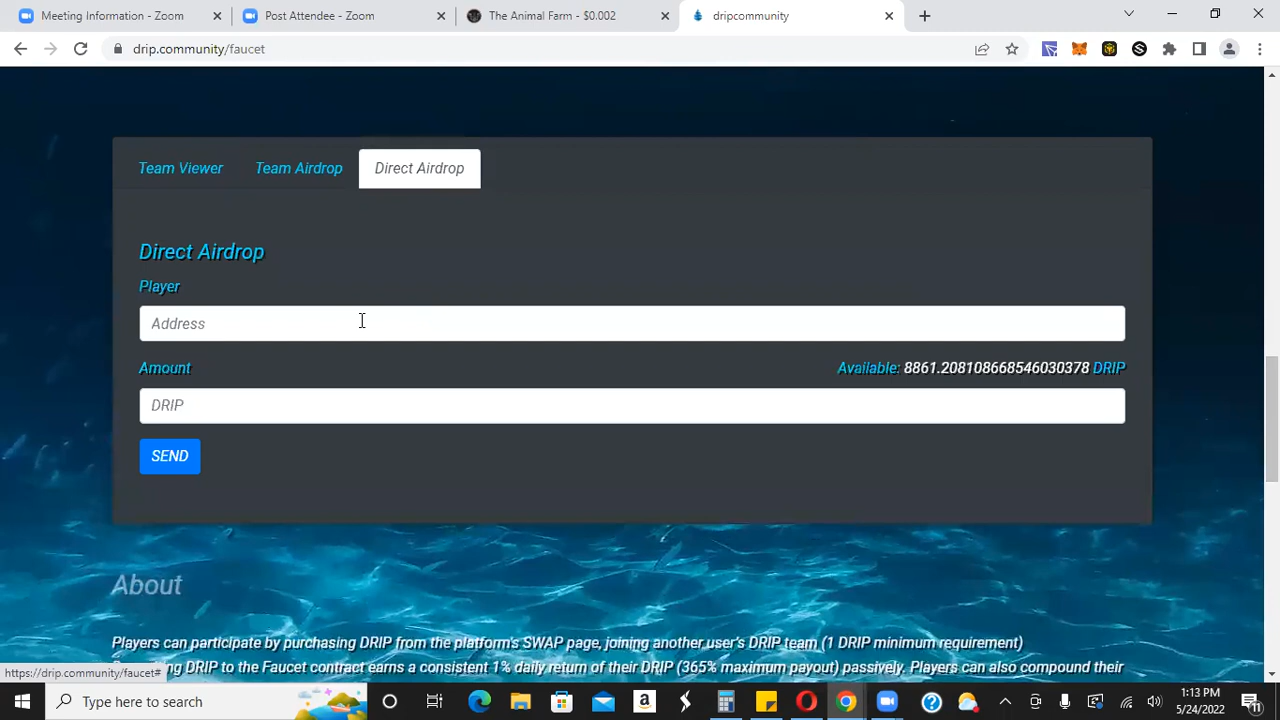 Meeting Information - Zoom
Post Attendee - Zoom
The Animal Farm - $0.002
dripcommunity
drip.community/faucet
Team Viewer
Team Airdrop
Direct Airdrop
Direct Airdrop
Player
Address
Amount
Available: 8861.208108668546030378 DRIP
DRIP
SEND
About
Players can participate by purchasing DRIP from the platform's SWAP page, joining another user's DRIP team (1 DRIP minimum requirement)
ng DRIP to the Faucet contract earns a consistent 1% daily return of their DRIP (365% maximum payout) passively. Players can also compound their
https://drip.community/faucet#
Type here to search
1:13 PM
5/24/2022